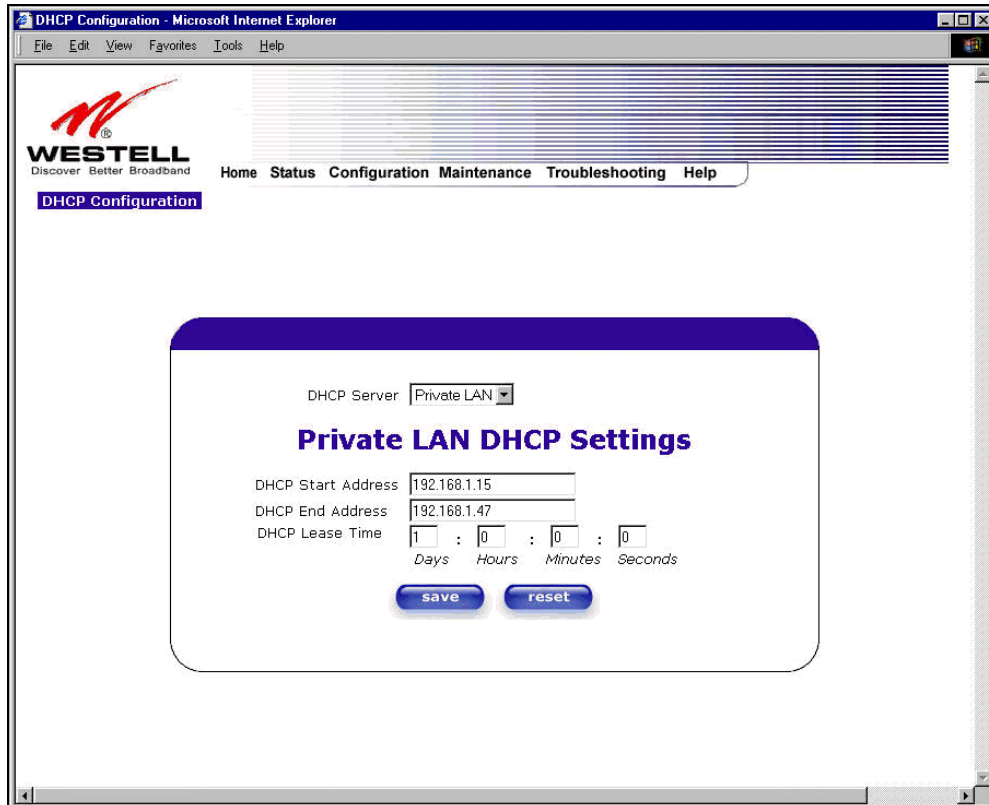 DHCP Configuration - Microsoft Internet Explorer
File Edit View Favorites Tools Help
WESTELL
®
Discover Better Broadband
Home Status Configuration Maintenance Troubleshooting Help
DHCP Configuration
DHCP Server Private LAN
Private LAN DHCP Settings
DHCP Start Address 192.168.1.15
DHCP End Address 192.168.1.47
DHCP Lease Time 1 : 0 : 0 : 0
Days Hours Minutes Seconds
save reset